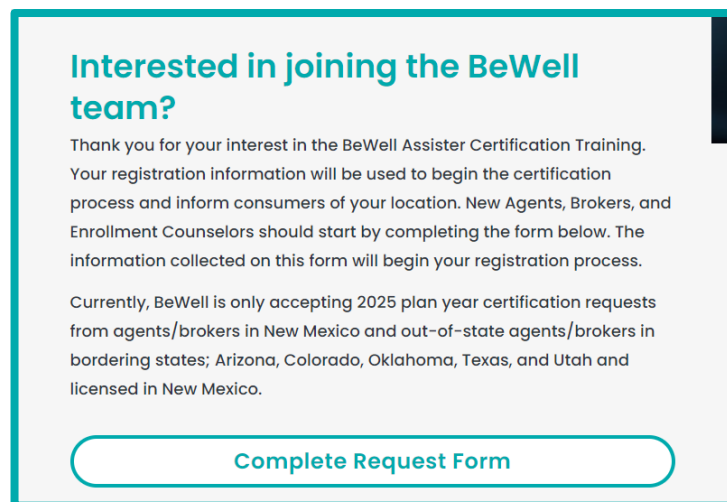 Interested in joining the BeWell
team?
Thank you for your interest in the BeWell Assister Certification Training.
Your registration information will be used to begin the certification
process and inform consumers of your location. New Agents, Brokers, and
Enrollment Counselors should start by completing the form below. The
information collected on this form will begin your registration process.
Currently, BeWell is only accepting 2025 plan year certification requests
from agents/brokers in New Mexico and out-of-state agents/brokers in
bordering states; Arizona, Colorado, Oklahoma, Texas, and Utah and
licensed in New Mexico.
Complete Request Form